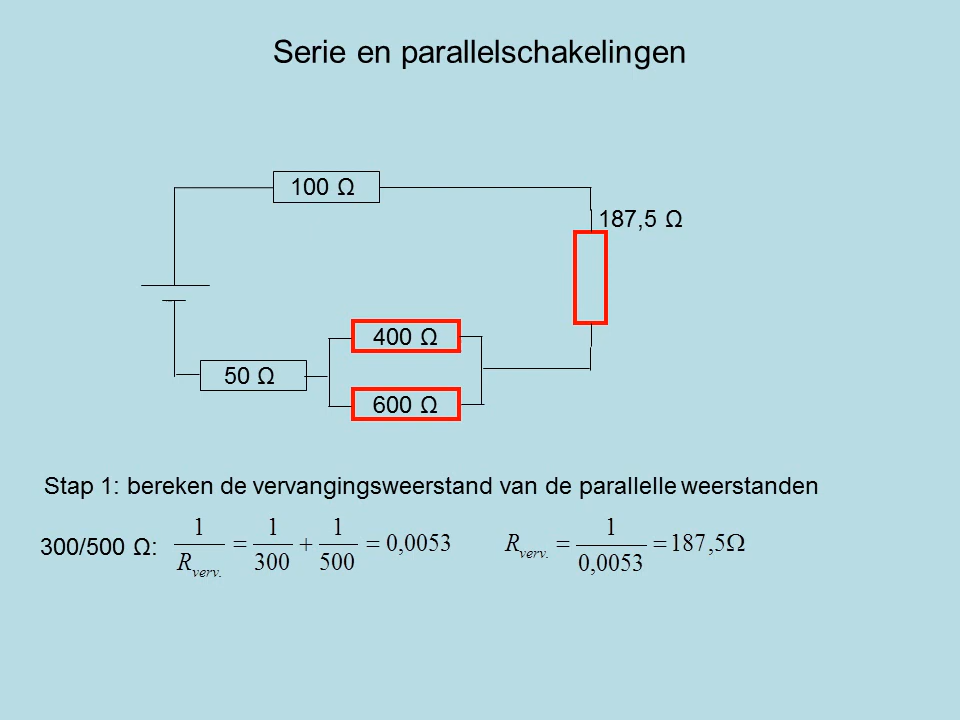 Serie en parallelschakelingen
100 Ω
187,5 Ω
400 Ω
50 Ω
600 Ω
Stap 1: bereken de vervangingsweerstand van de parallelle weerstanden
300/500 Ω: 1/R_verv. = 1/300 + 1/500 = 0,0053 R_verv. = 1/0,0053 = 187,5Ω